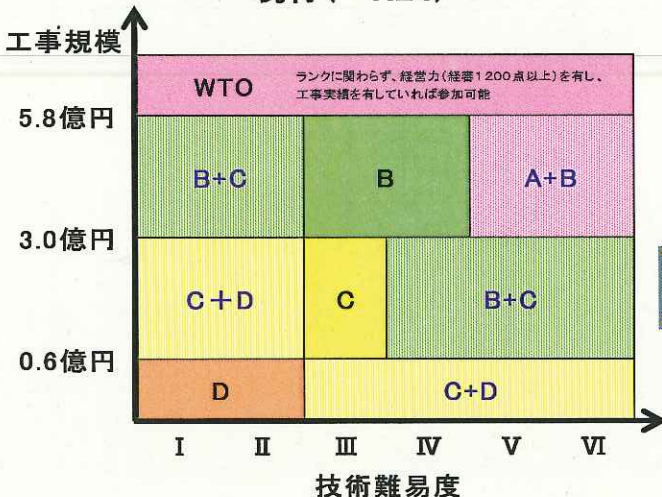 工事規模
WTO
ランクに関わらず、経営力(経審1200点以上)を有し、
工事実績を有していれば参加可能
5.8億円
B+C
B
A+B
3.0億円
C+D
C
B+C
0.6億円
D
C+D
Ⅰ Ⅱ Ⅲ Ⅳ Ⅴ Ⅵ
技術難易度